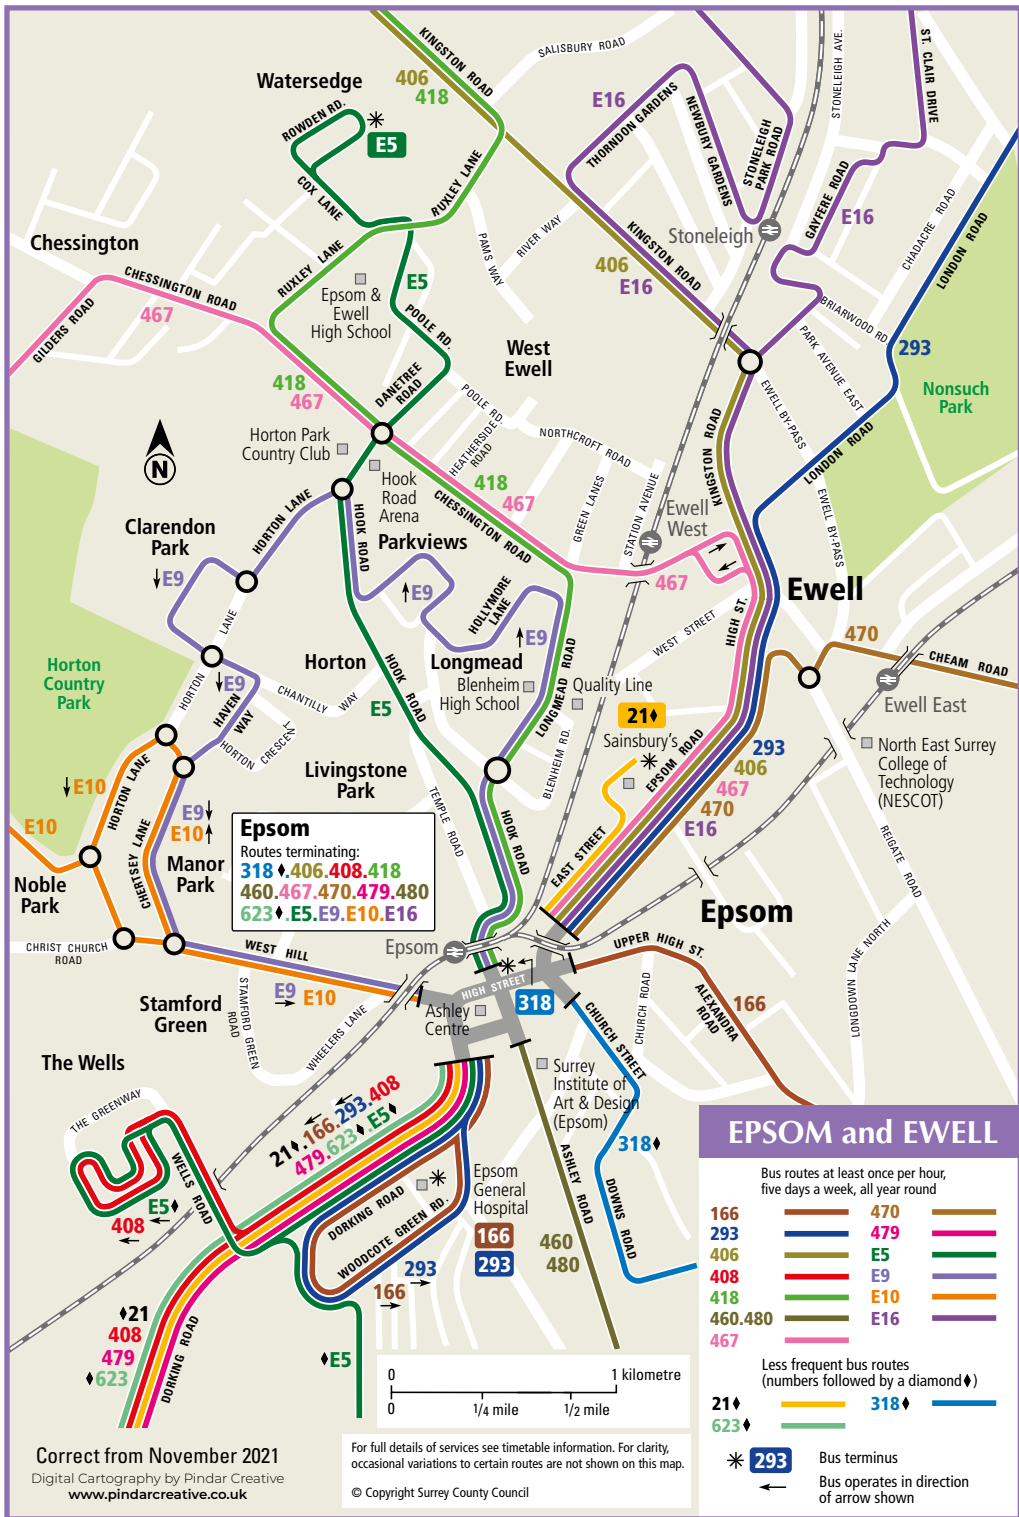 KINGSTON ROAD
406
418
SALISBURY ROAD
STONELEIGH AVE.
ST. CLAIR DRIVE
Watersedge
ROWDEN RD.
E5
COX LANE
RUXLEY LANE
E16
THORNDON GARDENS
NEWBURY GARDENS
STONELEIGH
PARK ROAD
GAYFERE ROAD
E16
CHADACRE ROAD
LONDON ROAD
Chessington
RUXLEY LANE
PAMS WAY
RIVER WAY
KINGSTON ROAD
Stoneleigh
406
E16
CHESSINGTON ROAD
467
GILDERS ROAD
Epsom &
Ewell
High School
E5
POOLE RD.
BRIARWOOD RD.
PARK AVENUE EAST
293
West
Ewell
Nonsuch
Park
418
467
DANETREE
ROAD
POOLE RD.
HEATHERSIDE
ROAD
NORTHCROFT ROAD
EWELL BY-PASS
KINGSTON ROAD
LONDON ROAD
N
Horton Park
Country Club
Hook
Road
Arena
418
467
CHESSINGTON ROAD
GREEN LANES
STATION AVENUE
Ewell
West
EWELL BY-PASS
Clarendon
Park
HORTON LANE
HOOK ROAD
Parkviews
E9
E9
HOLLYMORE
LANE
E9
467
Ewell
HIGH ST.
WEST STREET
470
CHEAM ROAD
Ewell East
Horton
Country
Park
LANE
HORTON
E9
HAVEN
WAY
CHANTILLY WAY
HORTON CRESCENT
Horton
HOOK ROAD
E5
Longmead
Blenheim
High School
LONGMEAD ROAD
Quality Line
21♦
Sainsbury's
BLENHEIM RD.
EPSOM ROAD
293
406
467
470
E16
North East Surrey
College of
Technology
(NESCOT)
REIGATE ROAD
HORTON LANE
E10
E10
Livingstone
Park
TEMPLE ROAD
E9
E10
CHERTSEY LANE
Manor
Park
Noble
Park
Epsom
Routes terminating:
318♦.406.408.418
460.467.470.479.480
623♦.E5.E9.E10.E16
HOOK ROAD
EAST STREET
Epsom
CHRIST CHURCH
ROAD
WEST HILL
Epsom
UPPER HIGH ST.
LONGDOWN LANE NORTH
E9
E10
Stamford
Green
STAMFORD GREEN
ROAD
WHEELERS LANE
HIGH STREET
318
Ashley
Centre
CHURCH STREET
CHURCH ROAD
ALEXANDRA
ROAD
166
The Wells
THE GREENWAY
WELLS ROAD
E5♦
408
21♦.166.293.408
479.623♦.E5♦
Surrey
Institute of
Art & Design
(Epsom)
318♦
ASHLEY ROAD
DOWNS ROAD
Epsom
General
Hospital
166
293
DORKING ROAD
WOODCOTE GREEN RD.
293
166
460
480
♦21
408
479
♦623
DORKING ROAD
♦E5
EPSOM and EWELL
Bus routes at least once per hour,
five days a week, all year round
166
293
406
408
418
460.480
467
470
479
E5
E9
E10
E16
Less frequent bus routes
(numbers followed by a diamond♦)
21♦
318♦
623♦
293
Bus terminus
Bus operates in direction
of arrow shown
0
1 kilometre
0
1/4 mile
1/2 mile
Correct from November 2021
Digital Cartography by Pindar Creative
www.pindarcreative.co.uk
For full details of services see timetable information. For clarity,
occasional variations to certain routes are not shown on this map.
© Copyright Surrey County Council